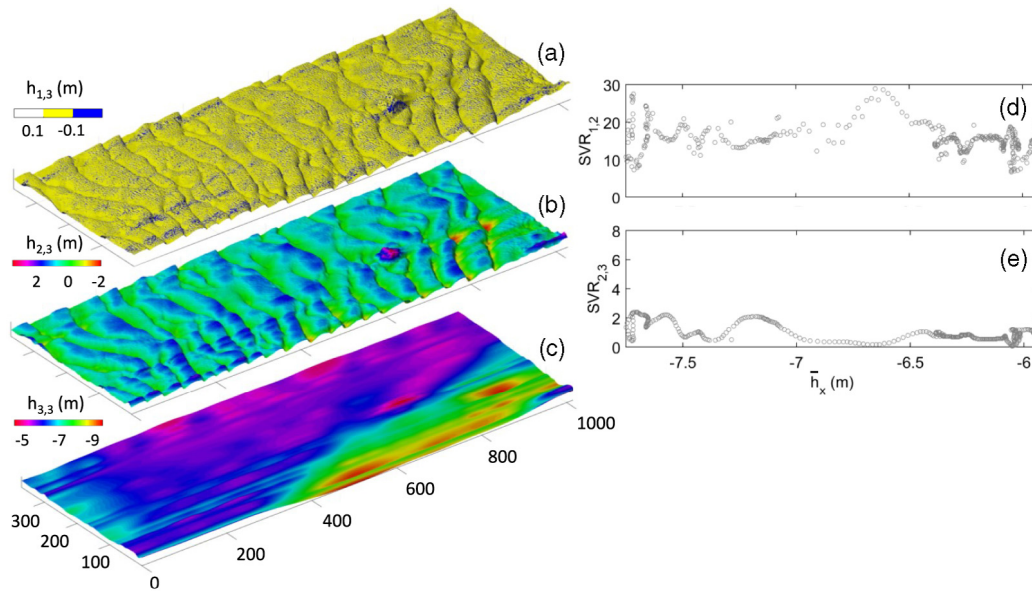 (a)
h1,3 (m)
0.1 -0.1
(b)
h2,3 (m)
2 0 -2
(c)
h3,3 (m)
-5 -7 -9
300
200
100
0
200
400
600
800
1000
(d)
SVR1,2
30
20
10
0
(e)
SVR2,3
8
6
4
2
0
-7.5 -7 -6.5 -6
h̅x (m)